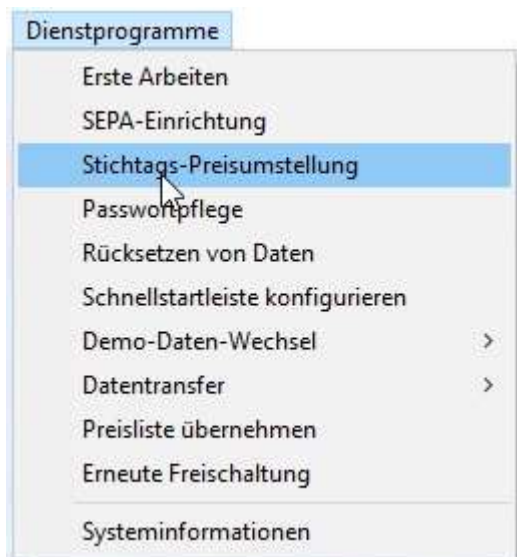 Dienstprogramme
Erste Arbeiten
SEPA-Einrichtung
Stichtags-Preisumstellung
Passwortpflege
Rücksetzen von Daten
Schnellstartleiste konfigurieren
Demo-Daten-Wechsel
Datentransfer
Preisliste übernehmen
Erneute Freischaltung
Systeminformationen